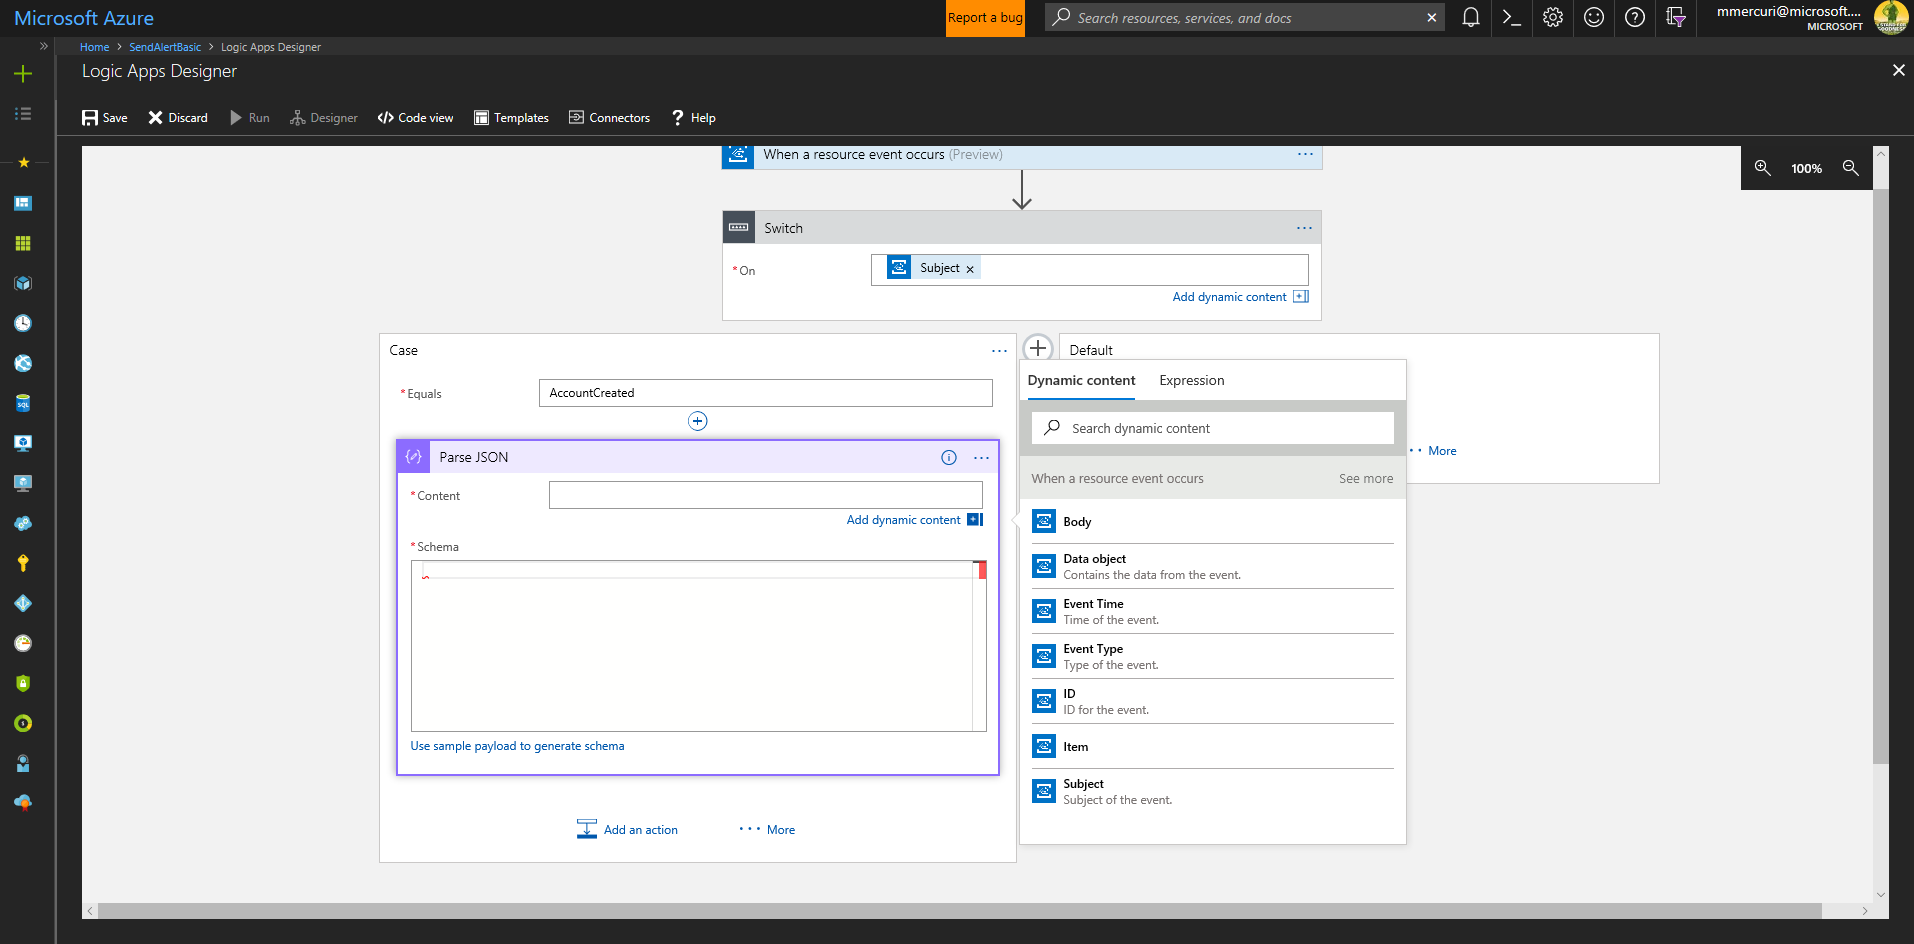 Microsoft Azure
Report a bug
Search resources, services, and docs
mmercuri@microsoft....
MICROSOFT
Home > SendAlertBasic > Logic Apps Designer
Logic Apps Designer
Save
Discard
Run
Designer
Code view
Templates
Connectors
Help
When a resource event occurs (Preview)
100%
Switch
*On
Subject
Add dynamic content
Case
Default
*Equals
AccountCreated
Parse JSON
*Content
Add dynamic content
*Schema
Use sample payload to generate schema
Add an action
More
Dynamic content
Expression
Search dynamic content
More
When a resource event occurs
See more
Body
Data object
Contains the data from the event.
Event Time
Time of the event.
Event Type
Type of the event.
ID
ID for the event.
Item
Subject
Subject of the event.